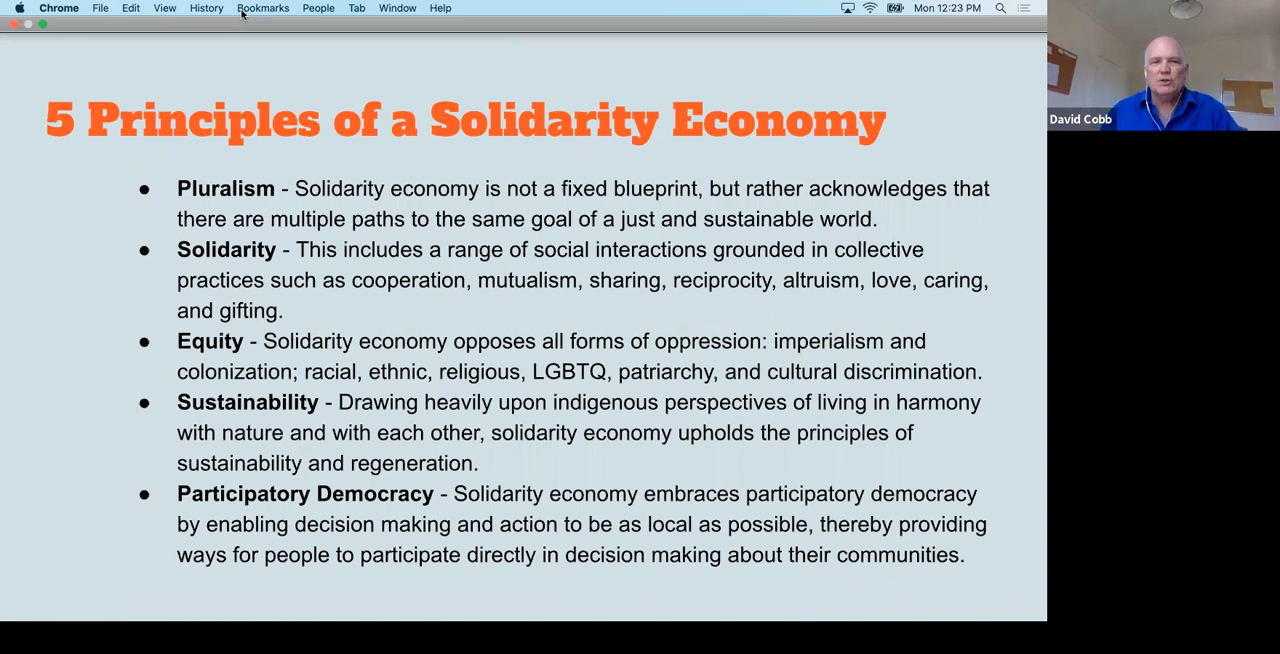 Chrome File Edit View History Bookmarks People Tab Window Help Mon 12:23 PM
David Cobb
5 Principles of a Solidarity Economy
● Pluralism - Solidarity economy is not a fixed blueprint, but rather acknowledges that
there are multiple paths to the same goal of a just and sustainable world.
● Solidarity - This includes a range of social interactions grounded in collective
practices such as cooperation, mutualism, sharing, reciprocity, altruism, love, caring,
and gifting.
● Equity - Solidarity economy opposes all forms of oppression: imperialism and
colonization; racial, ethnic, religious, LGBTQ, patriarchy, and cultural discrimination.
● Sustainability - Drawing heavily upon indigenous perspectives of living in harmony
with nature and with each other, solidarity economy upholds the principles of
sustainability and regeneration.
● Participatory Democracy - Solidarity economy embraces participatory democracy
by enabling decision making and action to be as local as possible, thereby providing
ways for people to participate directly in decision making about their communities.